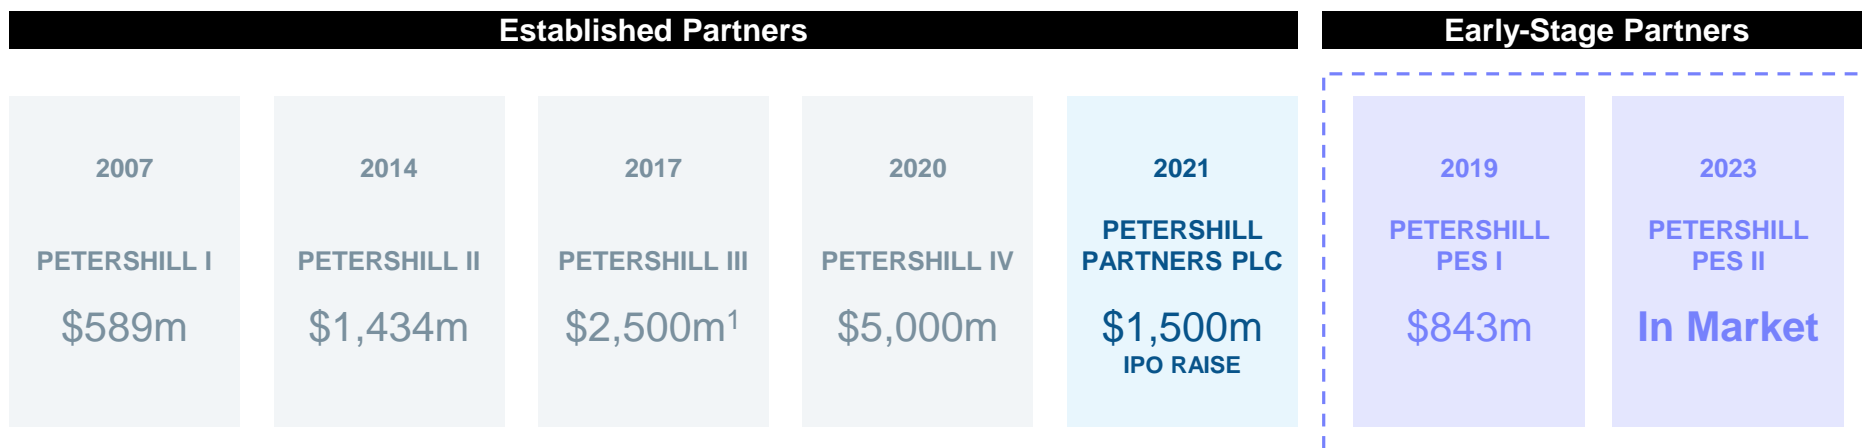 Established Partners
Early-Stage Partners
2007
PETERSHILL I
$589m
2014
PETERSHILL II
$1,434m
2017
PETERSHILL III
$2,500m¹
2020
PETERSHILL IV
$5,000m
2021
PETERSHILL
PARTNERS PLC
$1,500m
IPO RAISE
2019
PETERSHILL
PES I
$843m
2023
PETERSHILL
PES II
In Market